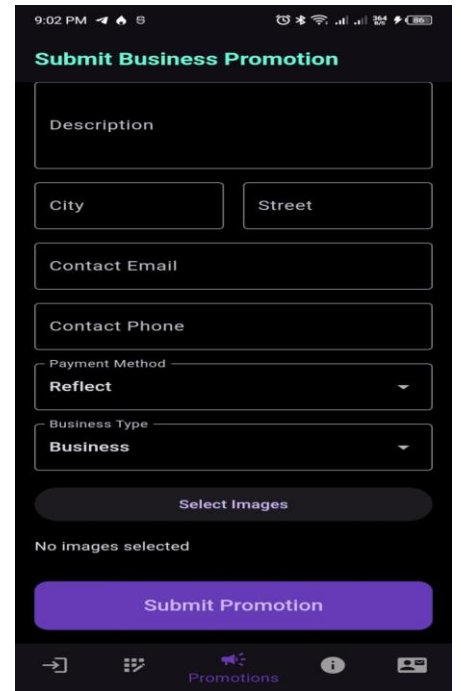 9:02 PM
Submit Business Promotion
Description
City Street
Contact Email
Contact Phone
Payment Method
Reflect
Business Type
Business
Select Images
No images selected
Submit Promotion
Promotions